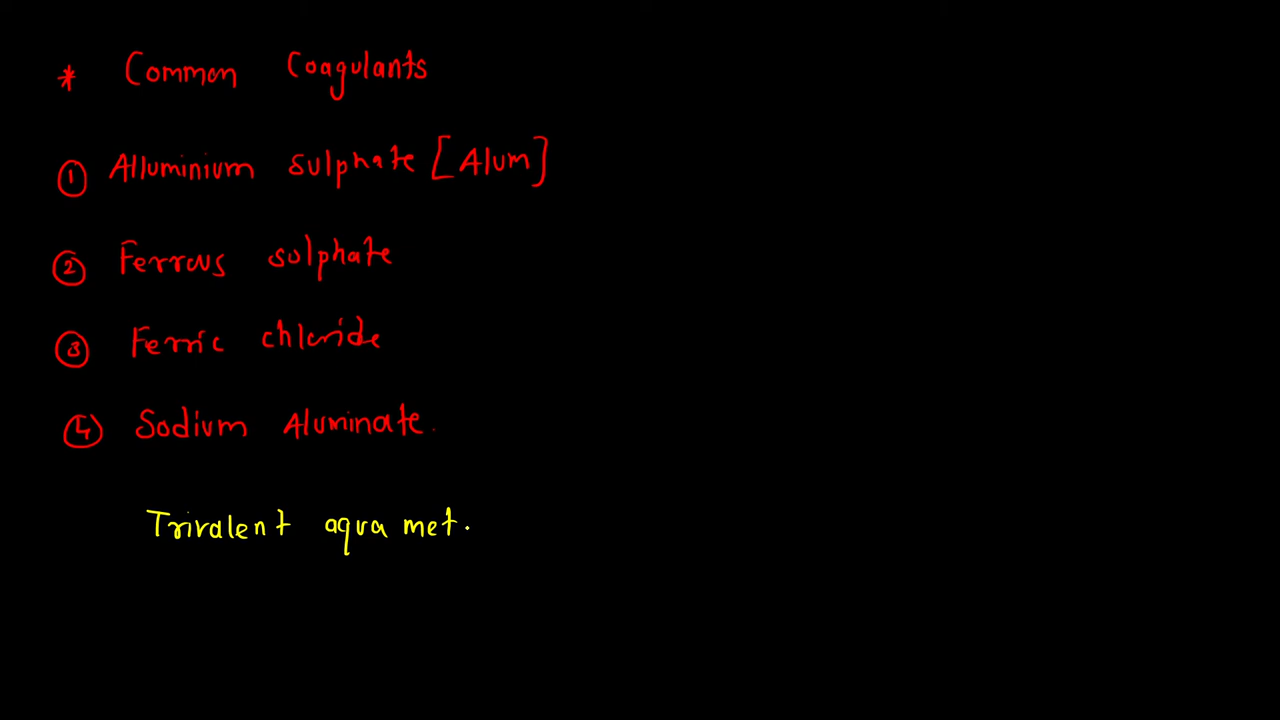 * Common Coagulants
① Alluminium sulphate [Alum]
② Ferrous sulphate
③ Ferric chloride
④ Sodium Aluminate.
Trivalent aqua met.